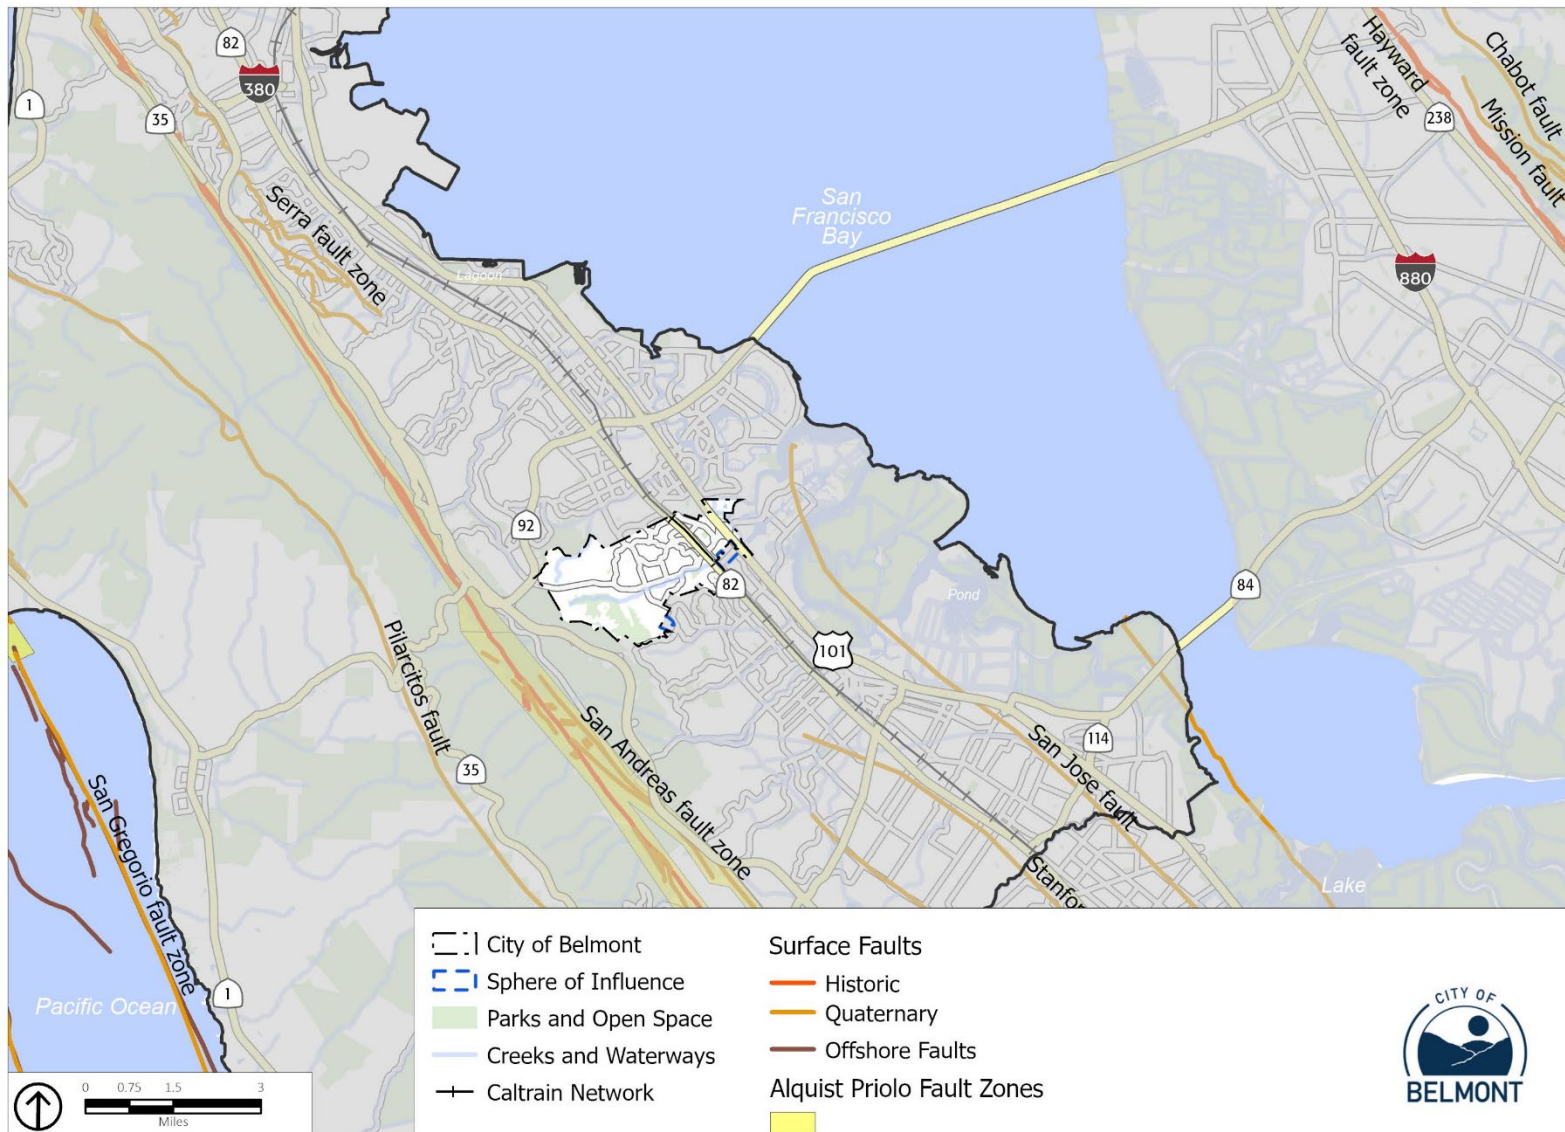 82
380
1
35
Hayward
fault zone
Chabot fault
238
Mission fault
Serra fault zone
San
Francisco
Bay
Lagoon
880
92
82
Pond
84
101
Pilarcitos fault
San Andreas fault zone
35
114
San Jose fault
San Gregorio fault zone
Stanfor
Lake
1
Pacific Ocean
City of Belmont
Sphere of Influence
Parks and Open Space
Creeks and Waterways
Caltrain Network
Surface Faults
Historic
Quaternary
Offshore Faults
Alquist Priolo Fault Zones
0 0.75 1.5 3
Miles
CITY OF
BELMONT